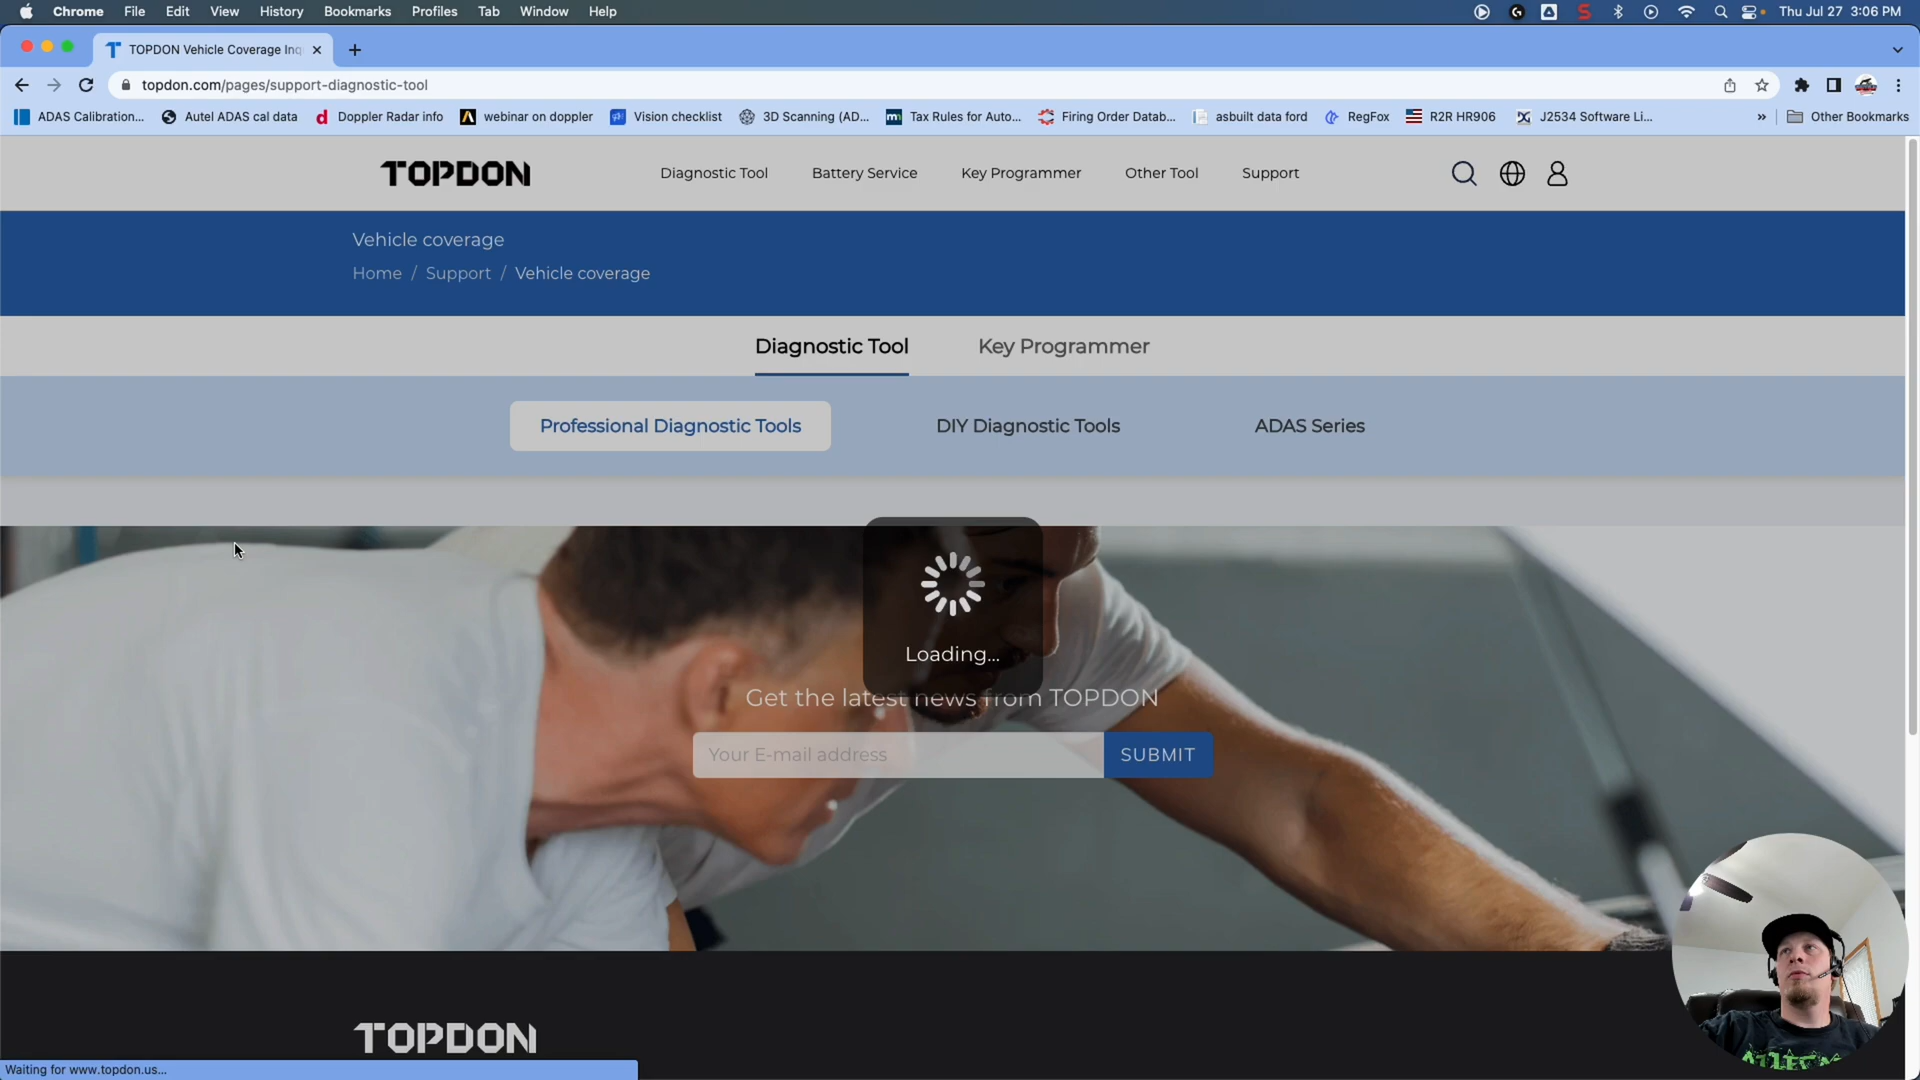 Chrome File Edit View History Bookmarks Profiles Tab Window Help Thu Jul 27 3:06 PM
TOPDON Vehicle Coverage Inq
topdon.com/pages/support-diagnostic-tool
ADAS Calibration... Autel ADAS cal data Doppler Radar info webinar on doppler Vision checklist 3D Scanning (AD... Tax Rules for Auto... Firing Order Datab... asbuilt data ford RegFox R2R HR906 J2534 Software Li... » Other Bookmarks
TOPDON Diagnostic Tool Battery Service Key Programmer Other Tool Support
Vehicle coverage
Home / Support / Vehicle coverage
Diagnostic Tool Key Programmer
Professional Diagnostic Tools DIY Diagnostic Tools ADAS Series
Loading...
Get the latest news from TOPDON
Your E-mail address SUBMIT
TOPDON
Waiting for www.topdon.us...